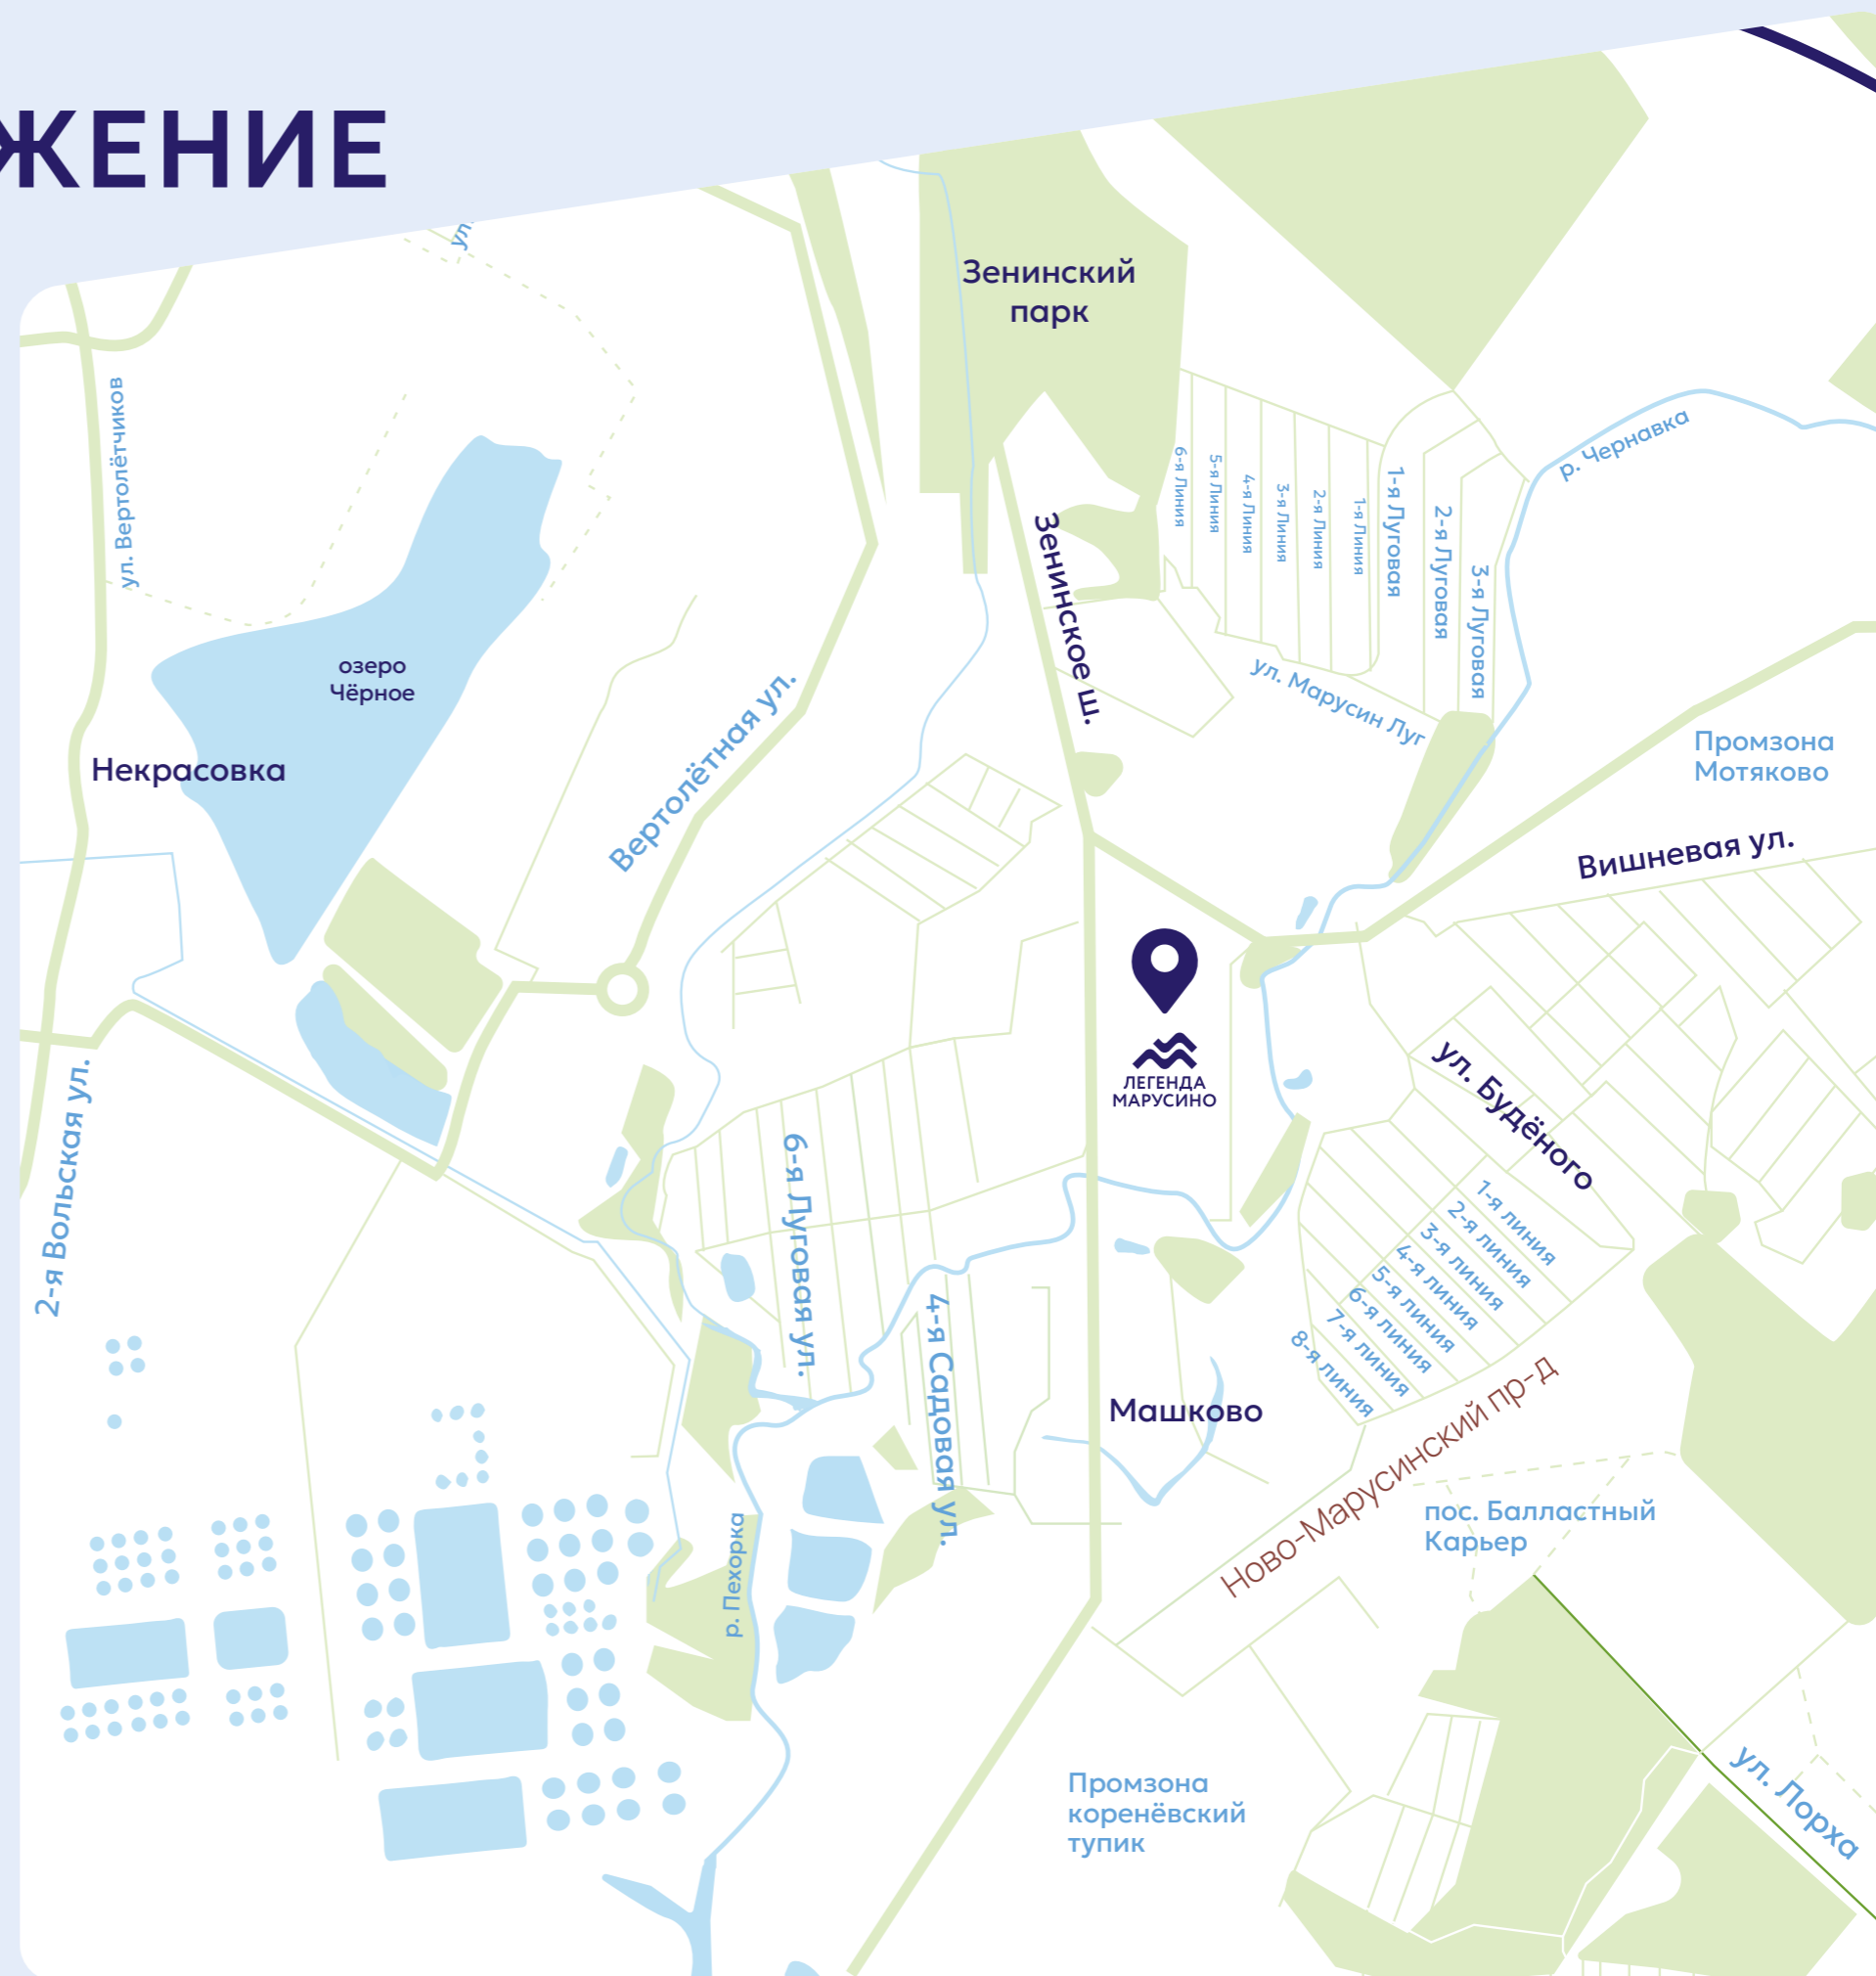 ЖЕНИЕ
ул.
Зенинский
парк
ул. Вертолётчиков
р. Чернавка
6-я Линия
5-я Линия
4-я Линия
3-я Линия
2-я Линия
1-я Линия
1-я Луговая
2-я Луговая
3-я Луговая
Зенинское ш.
озеро
Чёрное
ул. Марусин Луг
Некрасовка
Вертолётная ул.
Промзона
Мотяково
Вишневая ул.
ЛЕГЕНДА
МАРУСИНО
ул. Будёного
2-я Вольская ул.
6-я Луговая ул.
4-я Садовая ул.
1-я линия
2-я линия
3-я линия
4-я линия
5-я линия
6-я линия
7-я линия
8-я линия
Машково
Ново-Марусинский пр-д
пос. Балластный
Карьер
р. Пехорка
Промзона
коренёвский
тупик
ул. Лорха